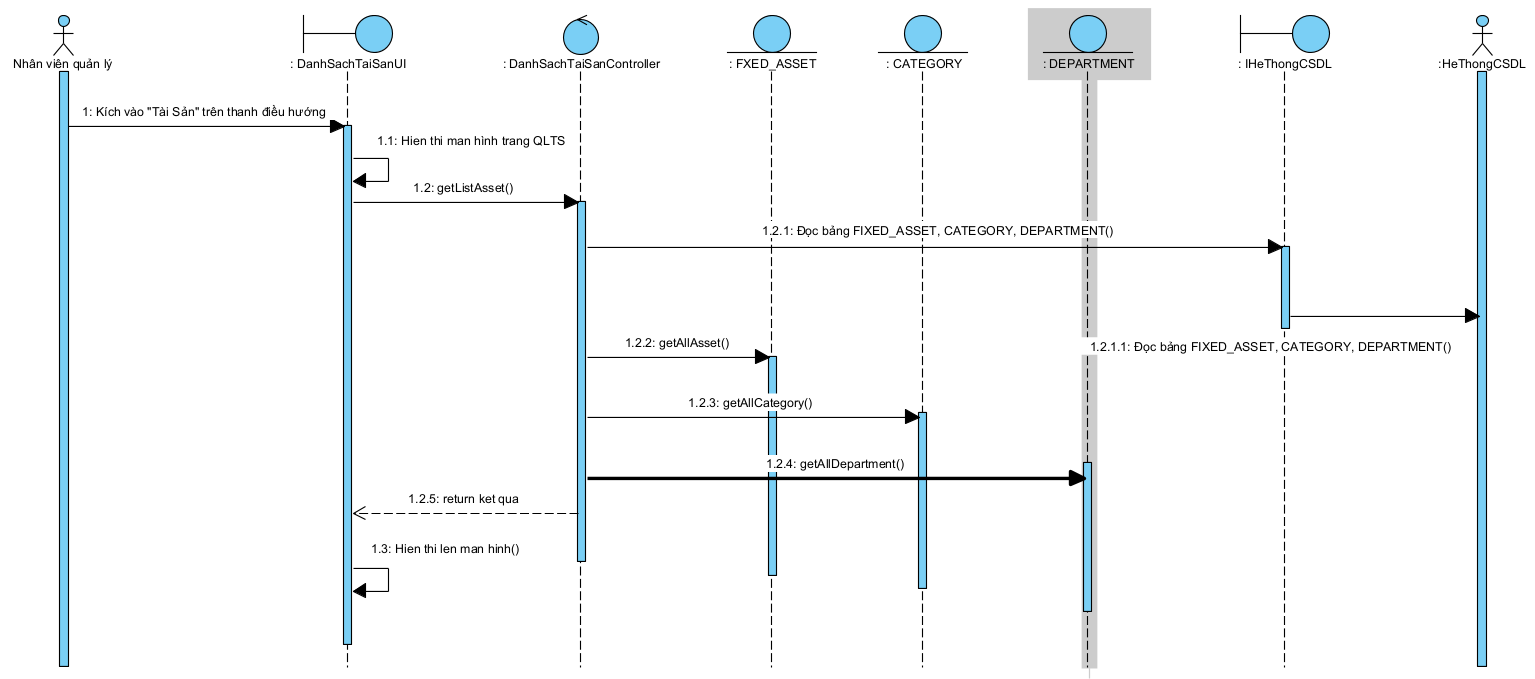 Nhân viên quản lý
: DanhSachTaiSanUI
: DanhSachTaiSanController
: FXED_ASSET
: CATEGORY
: DEPARTMENT
: IHeThongCSDL
:HeThongCSDL
1: Kích vào "Tài Sản" trên thanh điều hướng
1.1: Hien thi man hình trang QLTS
1.2: getListAsset()
1.2.1: Đọc bảng FIXED_ASSET, CATEGORY, DEPARTMENT()
1.2.2: getAllAsset()
1.2.1.1: Đọc bảng FIXED_ASSET, CATEGORY, DEPARTMENT()
1.2.3: getAllCategory()
1.2.4: getAllDepartment()
1.2.5: return ket qua
1.3: Hien thi len man hinh()